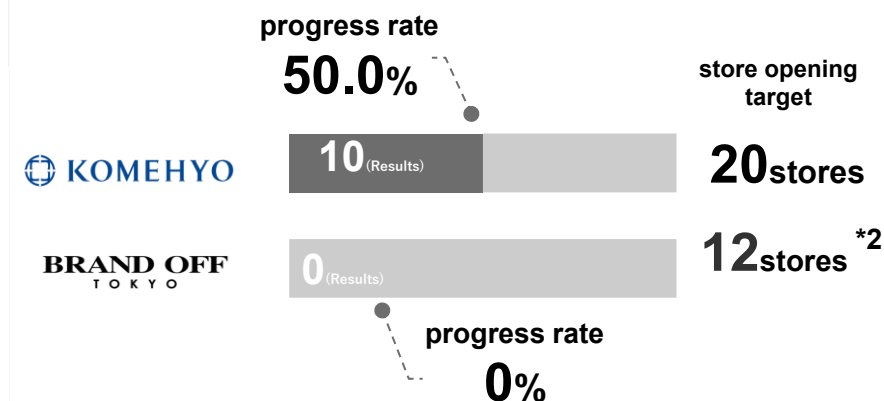 progress rate
50.0%
store opening
target
KOMEHYO
10(Results)
20stores
BRAND OFF
TOKYO
0(Results)
12stores *2
progress rate
0%